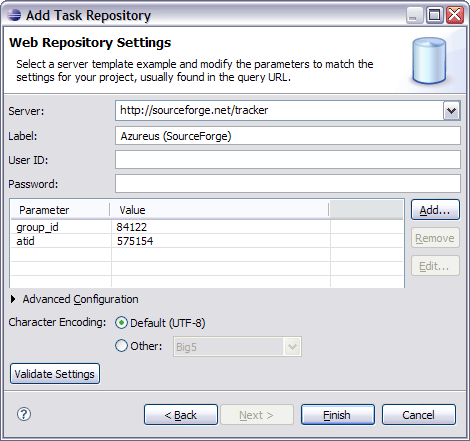 Add Task Repository
Web Repository Settings
Select a server template example and modify the parameters to match the
settings for your project, usually found in the query URL.
Server: http://sourceforge.net/tracker
Label: Azureus (SourceForge)
User ID:
Password:
Parameter Value
group_id 84122
atid 575154
Add...
Remove
Edit...
Advanced Configuration
Character Encoding: Default (UTF-8)
Other: Big5
Validate Settings
? < Back Next > Finish Cancel